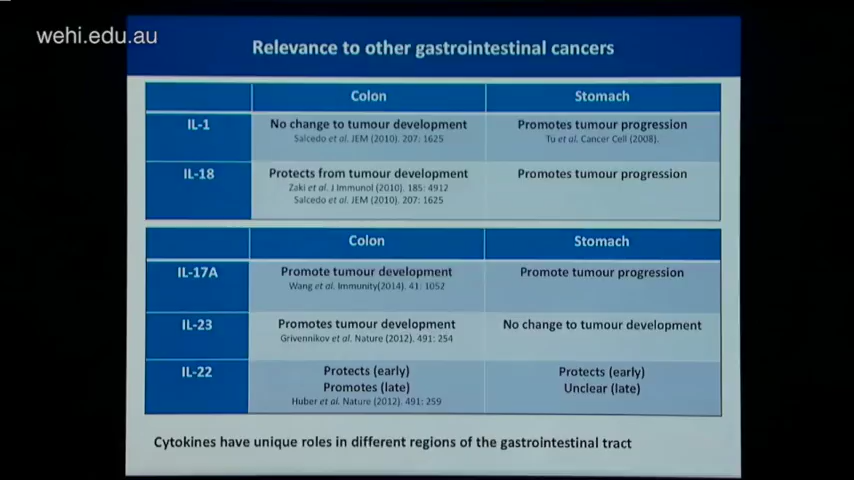 wehi.edu.au
Relevance to other gastrointestinal cancers
Colon Stomach
IL-1 No change to tumour development Promotes tumour progression
Salcedo et al. JEM (2010). 207: 1625 Tu et al. Cancer Cell (2008).
IL-18 Protects from tumour development Promotes tumour progression
Zaki et al. J Immunol (2010). 185: 4912
Salcedo et al. JEM (2010). 207: 1625
Colon Stomach
IL-17A Promote tumour development Promote tumour progression
Wang et al. Immunity(2014). 41: 1052
IL-23 Promotes tumour development No change to tumour development
Grivennikov et al. Nature (2012). 491: 254
IL-22 Protects (early) Protects (early)
Promotes (late) Unclear (late)
Huber et al. Nature (2012). 491: 259
Cytokines have unique roles in different regions of the gastrointestinal tract